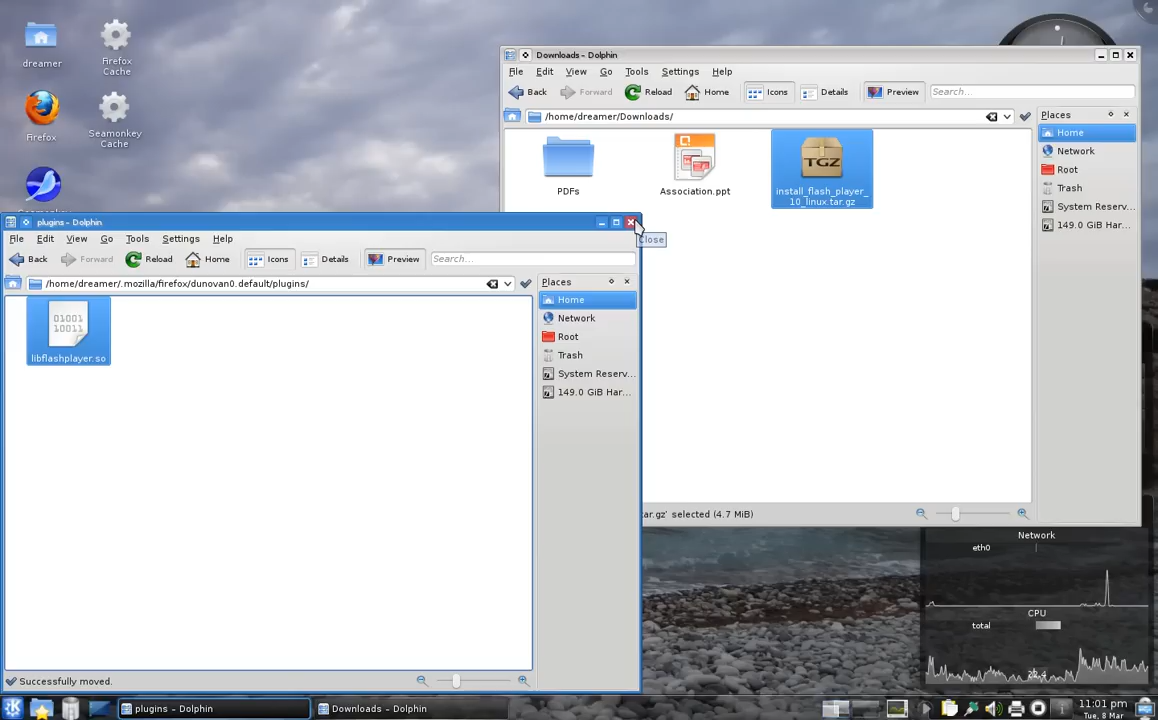 dreamer
Firefox
Cache
Firefox
Seamonkey
Cache
Downloads - Dolphin
File Edit View Go Tools Settings Help
Back Forward Reload Home Icons Details Preview Search...
/home/dreamer/Downloads/
PDFs
Association.ppt
TGZ
install_flash_player_
10_linux.tar.gz
Places
Home
Network
Root
Trash
System Reserv...
149.0 GiB Har...
ar.gz' selected (4.7 MiB)
plugins - Dolphin
Close
File Edit View Go Tools Settings Help
Back Forward Reload Home Icons Details Preview Search...
/home/dreamer/.mozilla/firefox/dunovan0.default/plugins/
01001
10011
libflashplayer.so
Places
Home
Network
Root
Trash
System Reserv...
149.0 GiB Har...
Successfully moved.
Network
eth0
CPU
total
plugins - Dolphin
Downloads - Dolphin
11:01 pm
Tue, 8 Mar